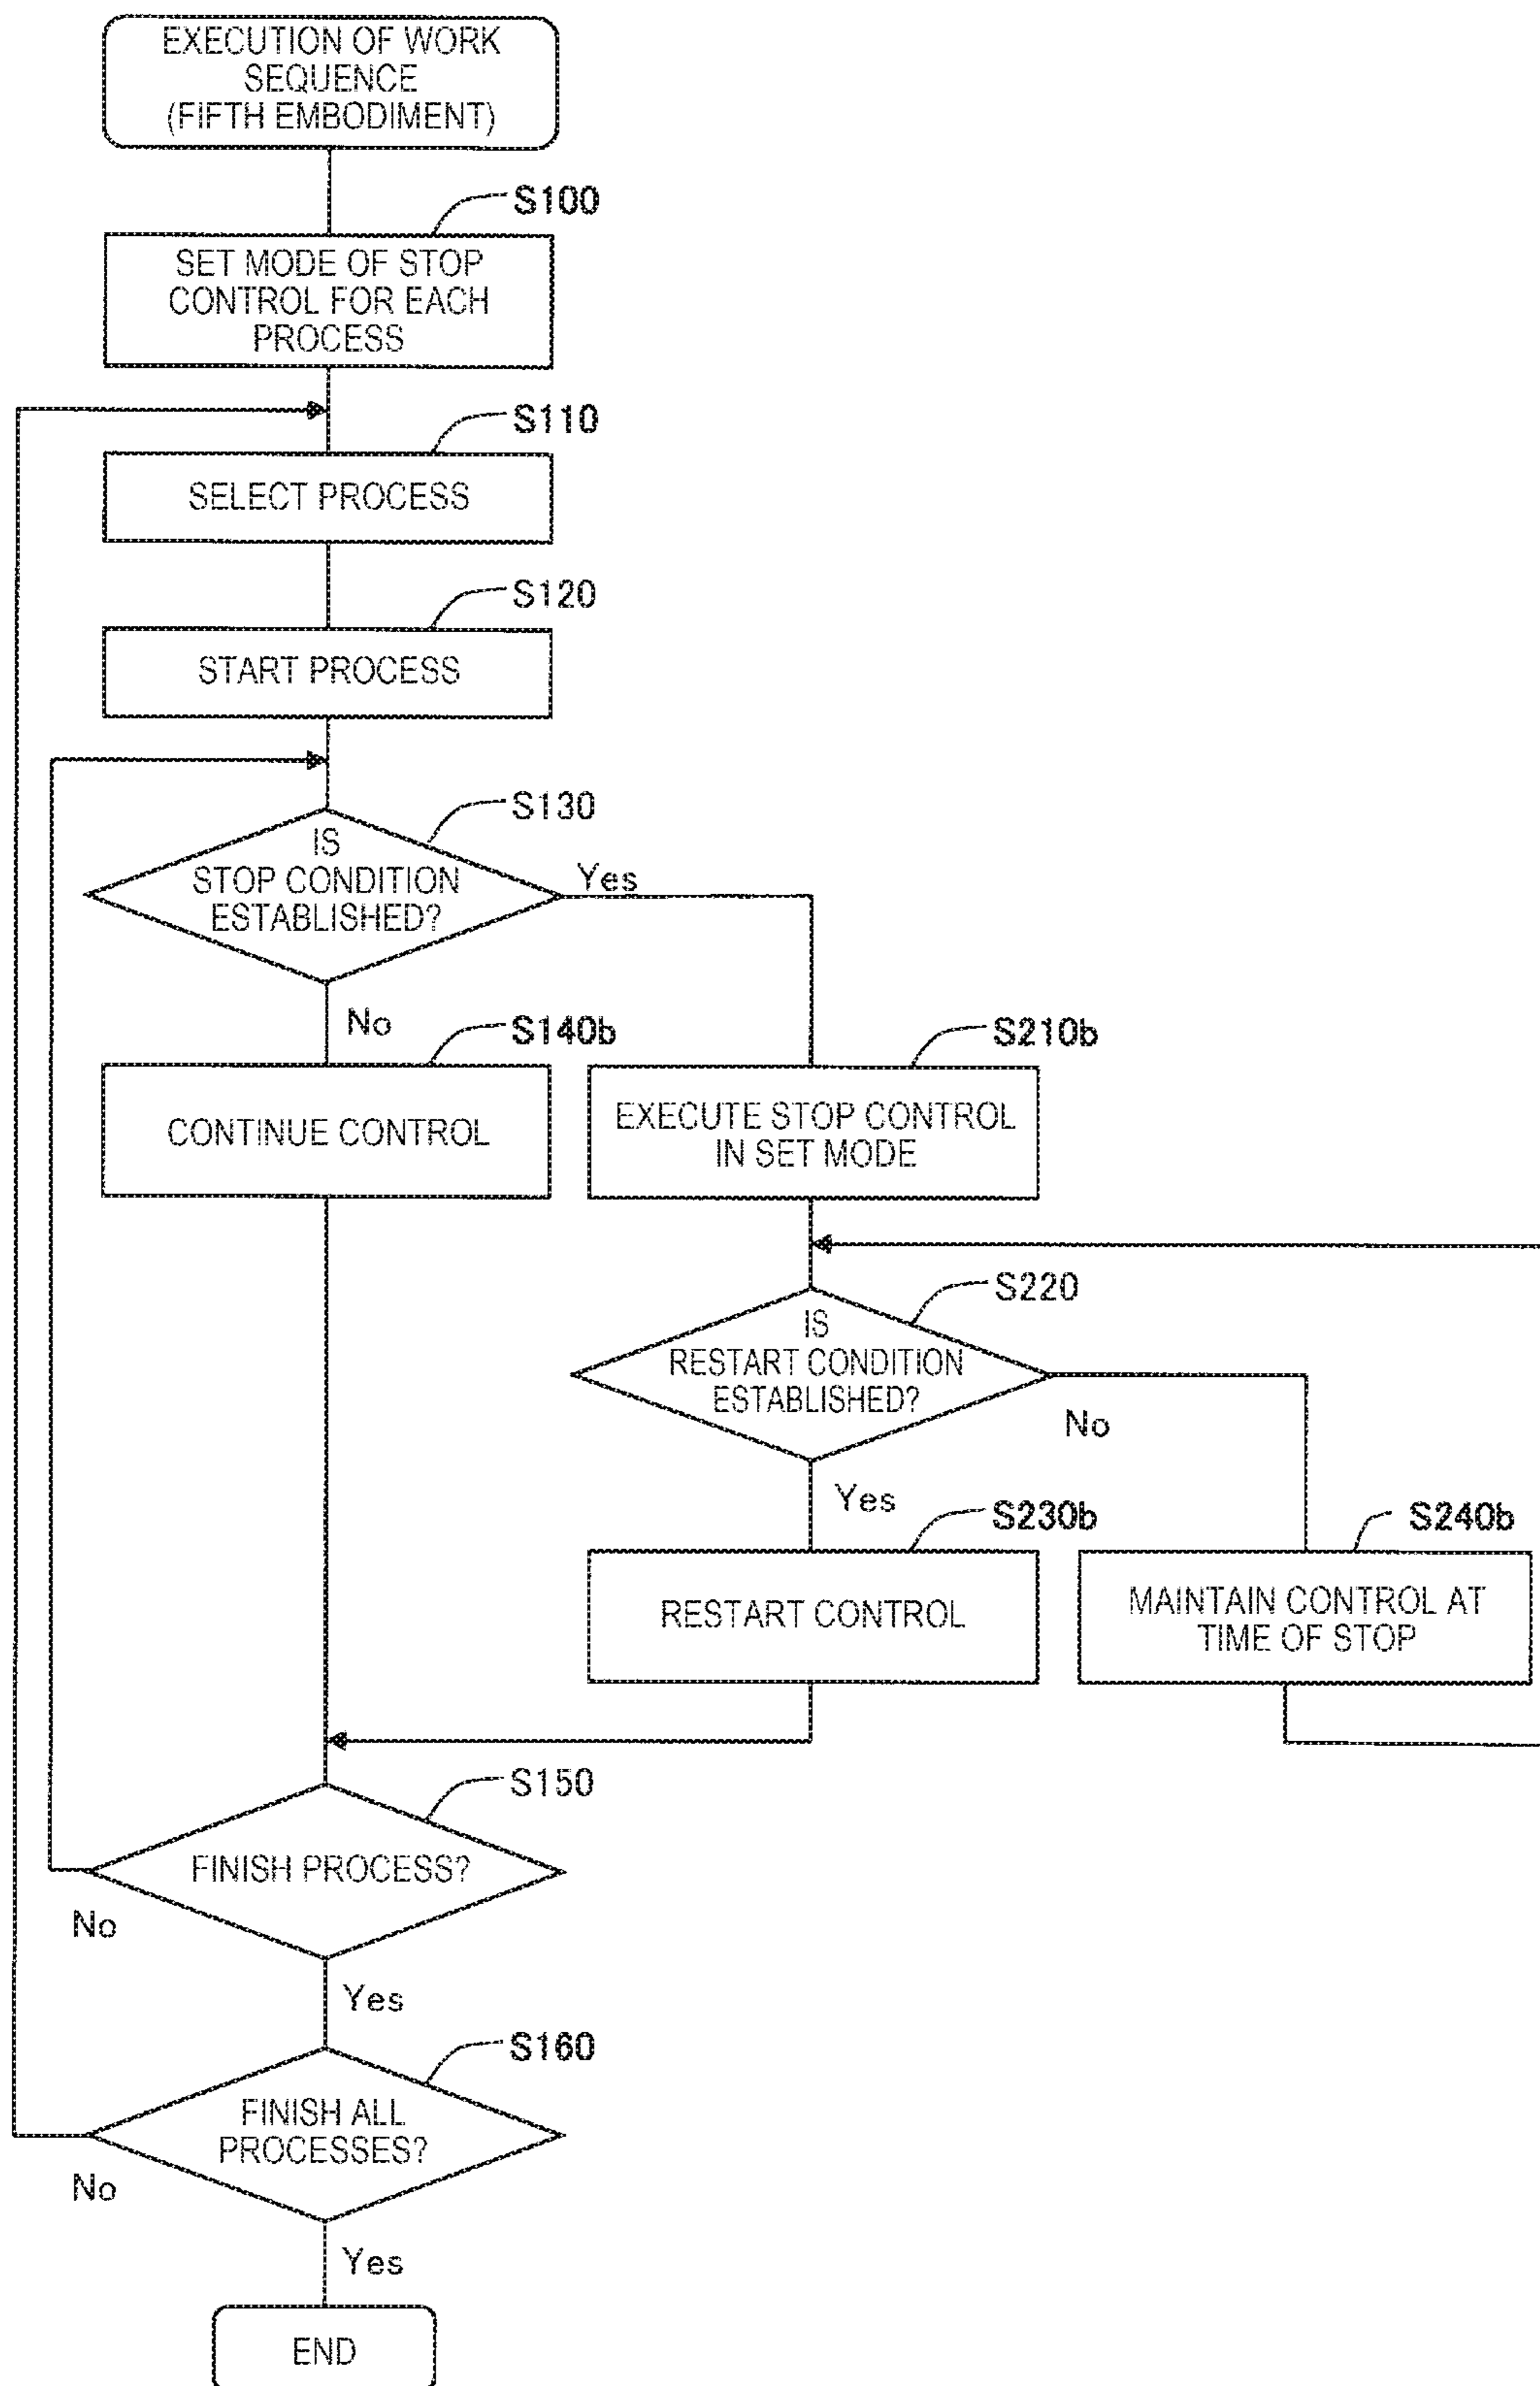 EXECUTION OF WORK
SEQUENCE
(FIFTH EMBODIMENT)
S100
SET MODE OF STOP
CONTROL FOR EACH
PROCESS
S110
SELECT PROCESS
S120
START PROCESS
S130
IS
STOP CONDITION
ESTABLISHED?
Yes
No
S140b
CONTINUE CONTROL
S210b
EXECUTE STOP CONTROL
IN SET MODE
S220
IS
RESTART CONDITION
ESTABLISHED?
No
Yes
S230b
RESTART CONTROL
S240b
MAINTAIN CONTROL AT
TIME OF STOP
S150
FINISH PROCESS?
No
Yes
S160
FINISH ALL
PROCESSES?
No
Yes
END